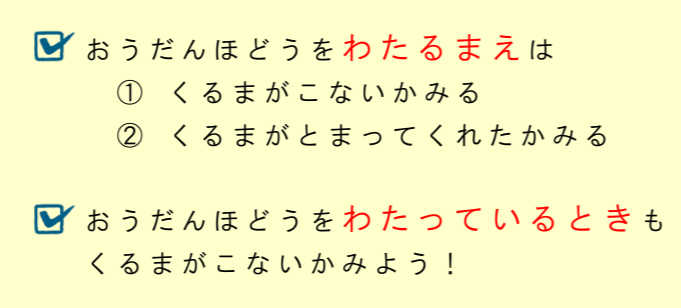 おうだんほどうをわたるまえは
① くるまがこないかみる
② くるまがとまってくれたかみる
おうだんほどうをわたっているときも
くるまがこないかみよう！